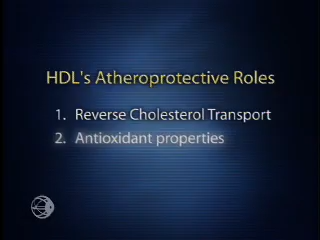 HDL's Atheroprotective Roles
1. Reverse Cholesterol Transport
2. Antioxidant properties